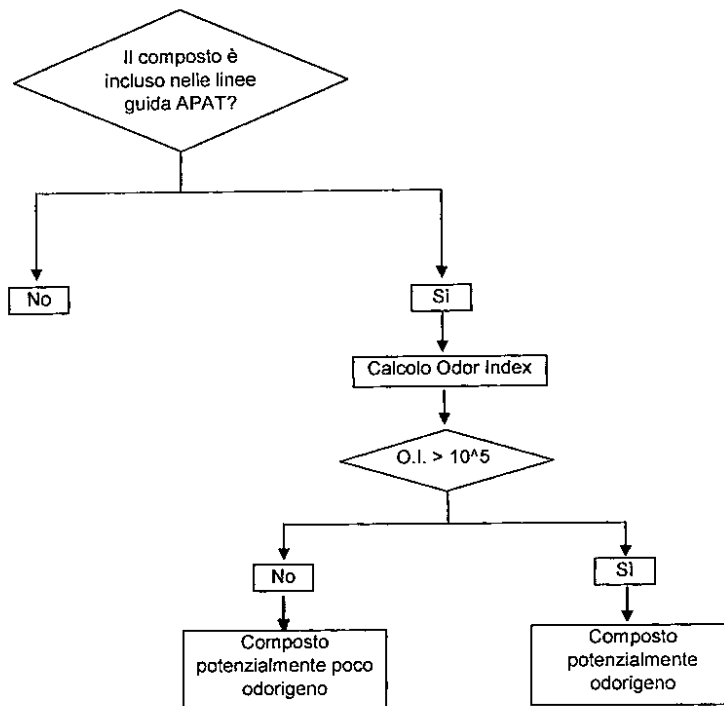 Il composto è
incluso nelle linee
guida APAT?
No
Sì
Calcolo Odor Index
O.I. > 10^5
No
Sì
Composto
potenzialmente poco
odorigeno
Composto
potenzialmente
odorigeno